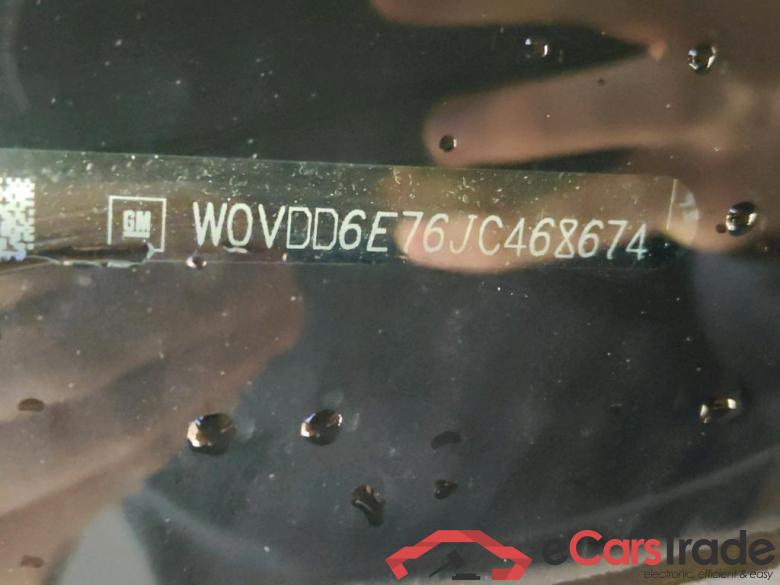 GM W0VDD6E76JC468674
eCarsTrade
electronic, efficient & easy